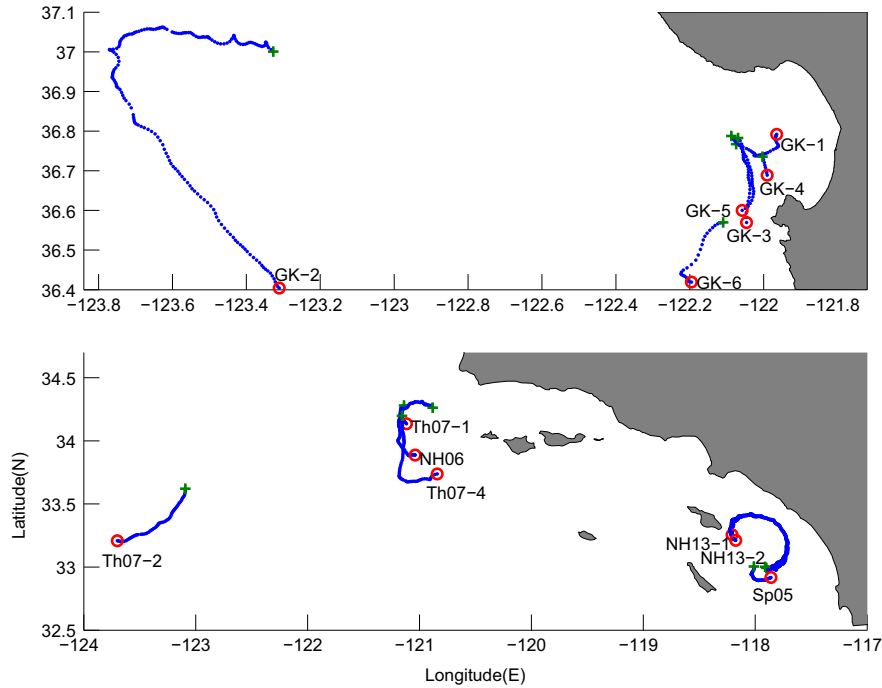 37.1
37
36.9
36.8
36.7
36.6
36.5
36.4
GK−1
GK−4
GK−5
GK−3
GK−2
GK−6
−123.8 −123.6 −123.4 −123.2 −123 −122.8 −122.6 −122.4 −122.2 −122 −121.8
34.5
34
33.5
33
32.5
Latitude(N)
Th07−1
NH06
Th07−4
Th07−2
NH13−1
NH13−2
Sp05
−124 −123 −122 −121 −120 −119 −118 −117
Longitude(E)